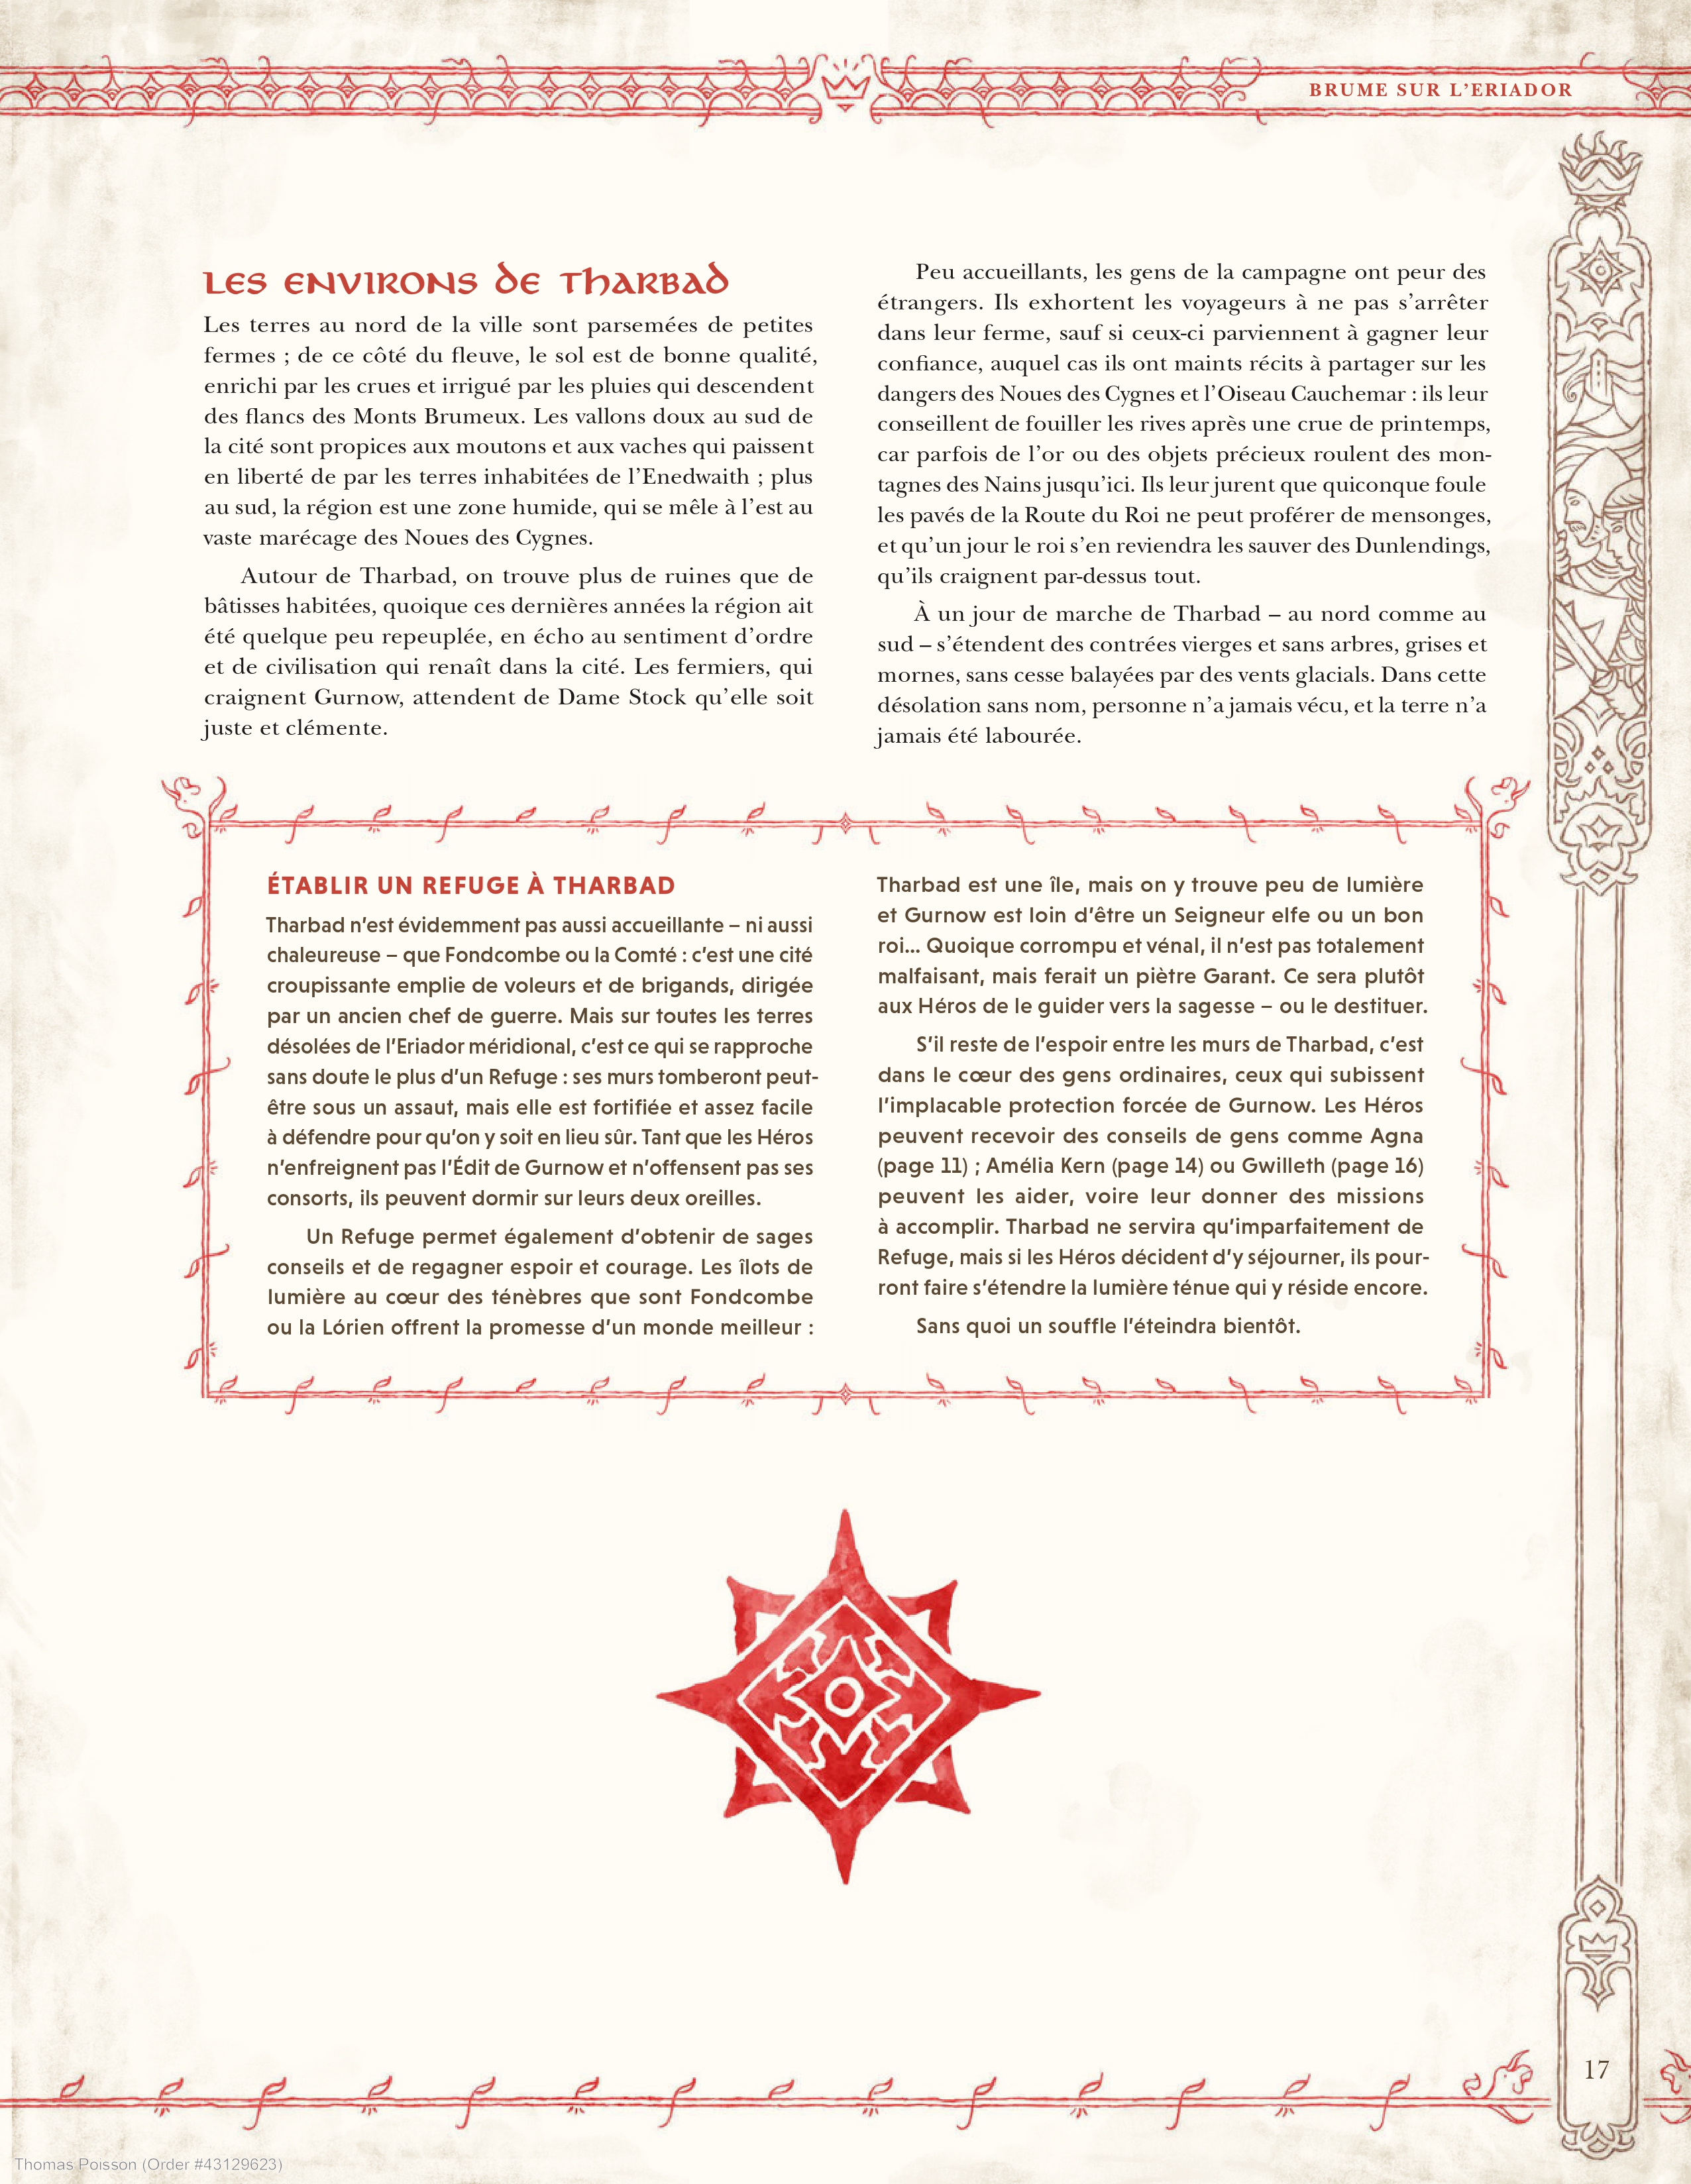 BRUME SUR L'ERIADOR
LES ENVIRONS DE THARBAD
Les terres au nord de la ville sont parsemées de petites
fermes ; de ce côté du fleuve, le sol est de bonne qualité,
enrichi par les crues et irrigué par les pluies qui descendent
des flancs des Monts Brumeux. Les vallons doux au sud de
la cité sont propices aux moutons et aux vaches qui paissent
en liberté de par les terres inhabitées de l'Enedwaith ; plus
au sud, la région est une zone humide, qui se mêle à l'est au
vaste marécage des Noues des Cygnes.
Autour de Tharbad, on trouve plus de ruines que de
bâtisses habitées, quoique ces dernières années la région ait
été quelque peu repeuplée, en écho au sentiment d'ordre
et de civilisation qui renaît dans la cité. Les fermiers, qui
craignent Gurnow, attendent de Dame Stock qu'elle soit
juste et clémente.
Peu accueillants, les gens de la campagne ont peur des
étrangers. Ils exhortent les voyageurs à ne pas s'arrêter
dans leur ferme, sauf si ceux-ci parviennent à gagner leur
confiance, auquel cas ils ont maints récits à partager sur les
dangers des Noues des Cygnes et l'Oiseau Cauchemar : ils leur
conseillent de fouiller les rives après une crue de printemps,
car parfois de l'or ou des objets précieux roulent des mon-
tagnes des Nains jusqu'ici. Ils leur jurent que quiconque foule
les pavés de la Route du Roi ne peut proférer de mensonges,
et qu'un jour le roi s'en reviendra les sauver des Dunlendings,
qu'ils craignent par-dessus tout.
À un jour de marche de Tharbad – au nord comme au
sud – s'étendent des contrées vierges et sans arbres, grises et
mornes, sans cesse balayées par des vents glacials. Dans cette
désolation sans nom, personne n'a jamais vécu, et la terre n'a
jamais été labourée.
ÉTABLIR UN REFUGE À THARBAD
Tharbad n'est évidemment pas aussi accueillante – ni aussi
chaleureuse – que Fondcombe ou la Comté : c'est une cité
croupissante emplie de voleurs et de brigands, dirigée
par un ancien chef de guerre. Mais sur toutes les terres
désolées de l'Eriador méridional, c'est ce qui se rapproche
sans doute le plus d'un Refuge : ses murs tomberont peut-
être sous un assaut, mais elle est fortifiée et assez facile
à défendre pour qu'on y soit en lieu sûr. Tant que les Héros
n'enfreignent pas l'Édit de Gurnow et n'offensent pas ses
consorts, ils peuvent dormir sur leurs deux oreilles.
Un Refuge permet également d'obtenir de sages
conseils et de regagner espoir et courage. Les îlots de
lumière au cœur des ténèbres que sont Fondcombe
ou la Lórien offrent la promesse d'un monde meilleur :
Tharbad est une île, mais on y trouve peu de lumière
et Gurnow est loin d'être un Seigneur elfe ou un bon
roi... Quoique corrompu et vénal, il n'est pas totalement
malfaisant, mais ferait un piètre Garant. Ce sera plutôt
aux Héros de le guider vers la sagesse – ou le destituer.
S'il reste de l'espoir entre les murs de Tharbad, c'est
dans le cœur des gens ordinaires, ceux qui subissent
l'implacable protection forcée de Gurnow. Les Héros
peuvent recevoir des conseils de gens comme Agna
(page 11) ; Amélia Kern (page 14) ou Gwilleth (page 16)
peuvent les aider, voire leur donner des missions
à accomplir. Tharbad ne servira qu'imparfaitement de
Refuge, mais si les Héros décident d'y séjourner, ils pour-
ront faire s'étendre la lumière ténue qui y réside encore.
Sans quoi un souffle l'éteindra bientôt.
17
Thomas Poisson (Order #43129623)